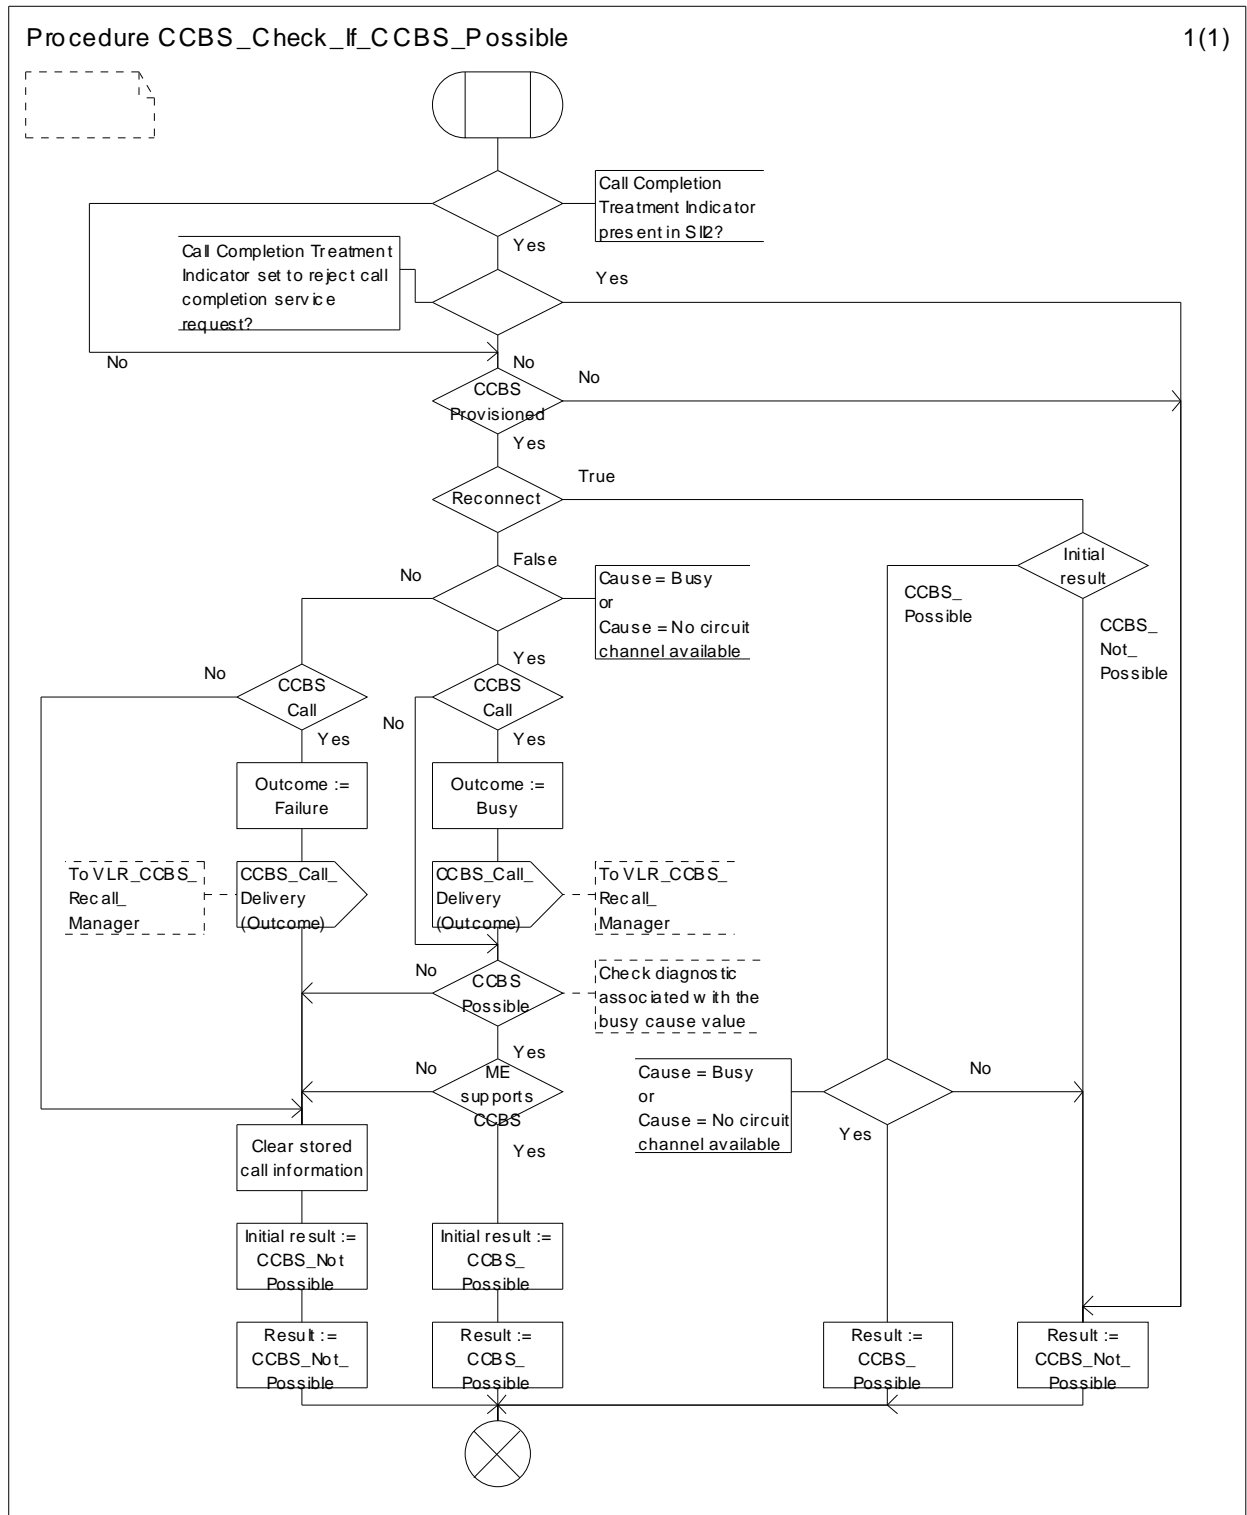 Procedure CCBS_Check_If_CCBS_Possible
1(1)
Call Completion
Treatment Indicator
present in SII2?
Yes
Call Completion Treatment
Indicator set to reject call
completion service
request?
Yes
No
No
CCBS
Provisioned
No
Yes
Reconnect
True
False
Initial
result
No
Cause = Busy
or
Cause = No circuit
channel available
CCBS_
Possible
CCBS_
Not_
Possible
Yes
No
CCBS
Call
No
CCBS
Call
Yes
Yes
Outcome :=
Failure
Outcome :=
Busy
To VLR_CCBS_
Recall_
Manager
CCBS_Call_
Delivery
(Outcome)
CCBS_Call_
Delivery
(Outcome)
To VLR_CCBS_
Recall_
Manager
No
CCBS
Possible
Check diagnostic
associated with the
busy cause value
Yes
No
ME
supports
CCBS
Cause = Busy
or
Cause = No circuit
channel available
No
Yes
Yes
Clear stored
call information
Initial result :=
CCBS_Not
Possible
Initial result :=
CCBS_
Possible
Result :=
CCBS_Not_
Possible
Result :=
CCBS_
Possible
Result :=
CCBS_
Possible
Result :=
CCBS_Not_
Possible